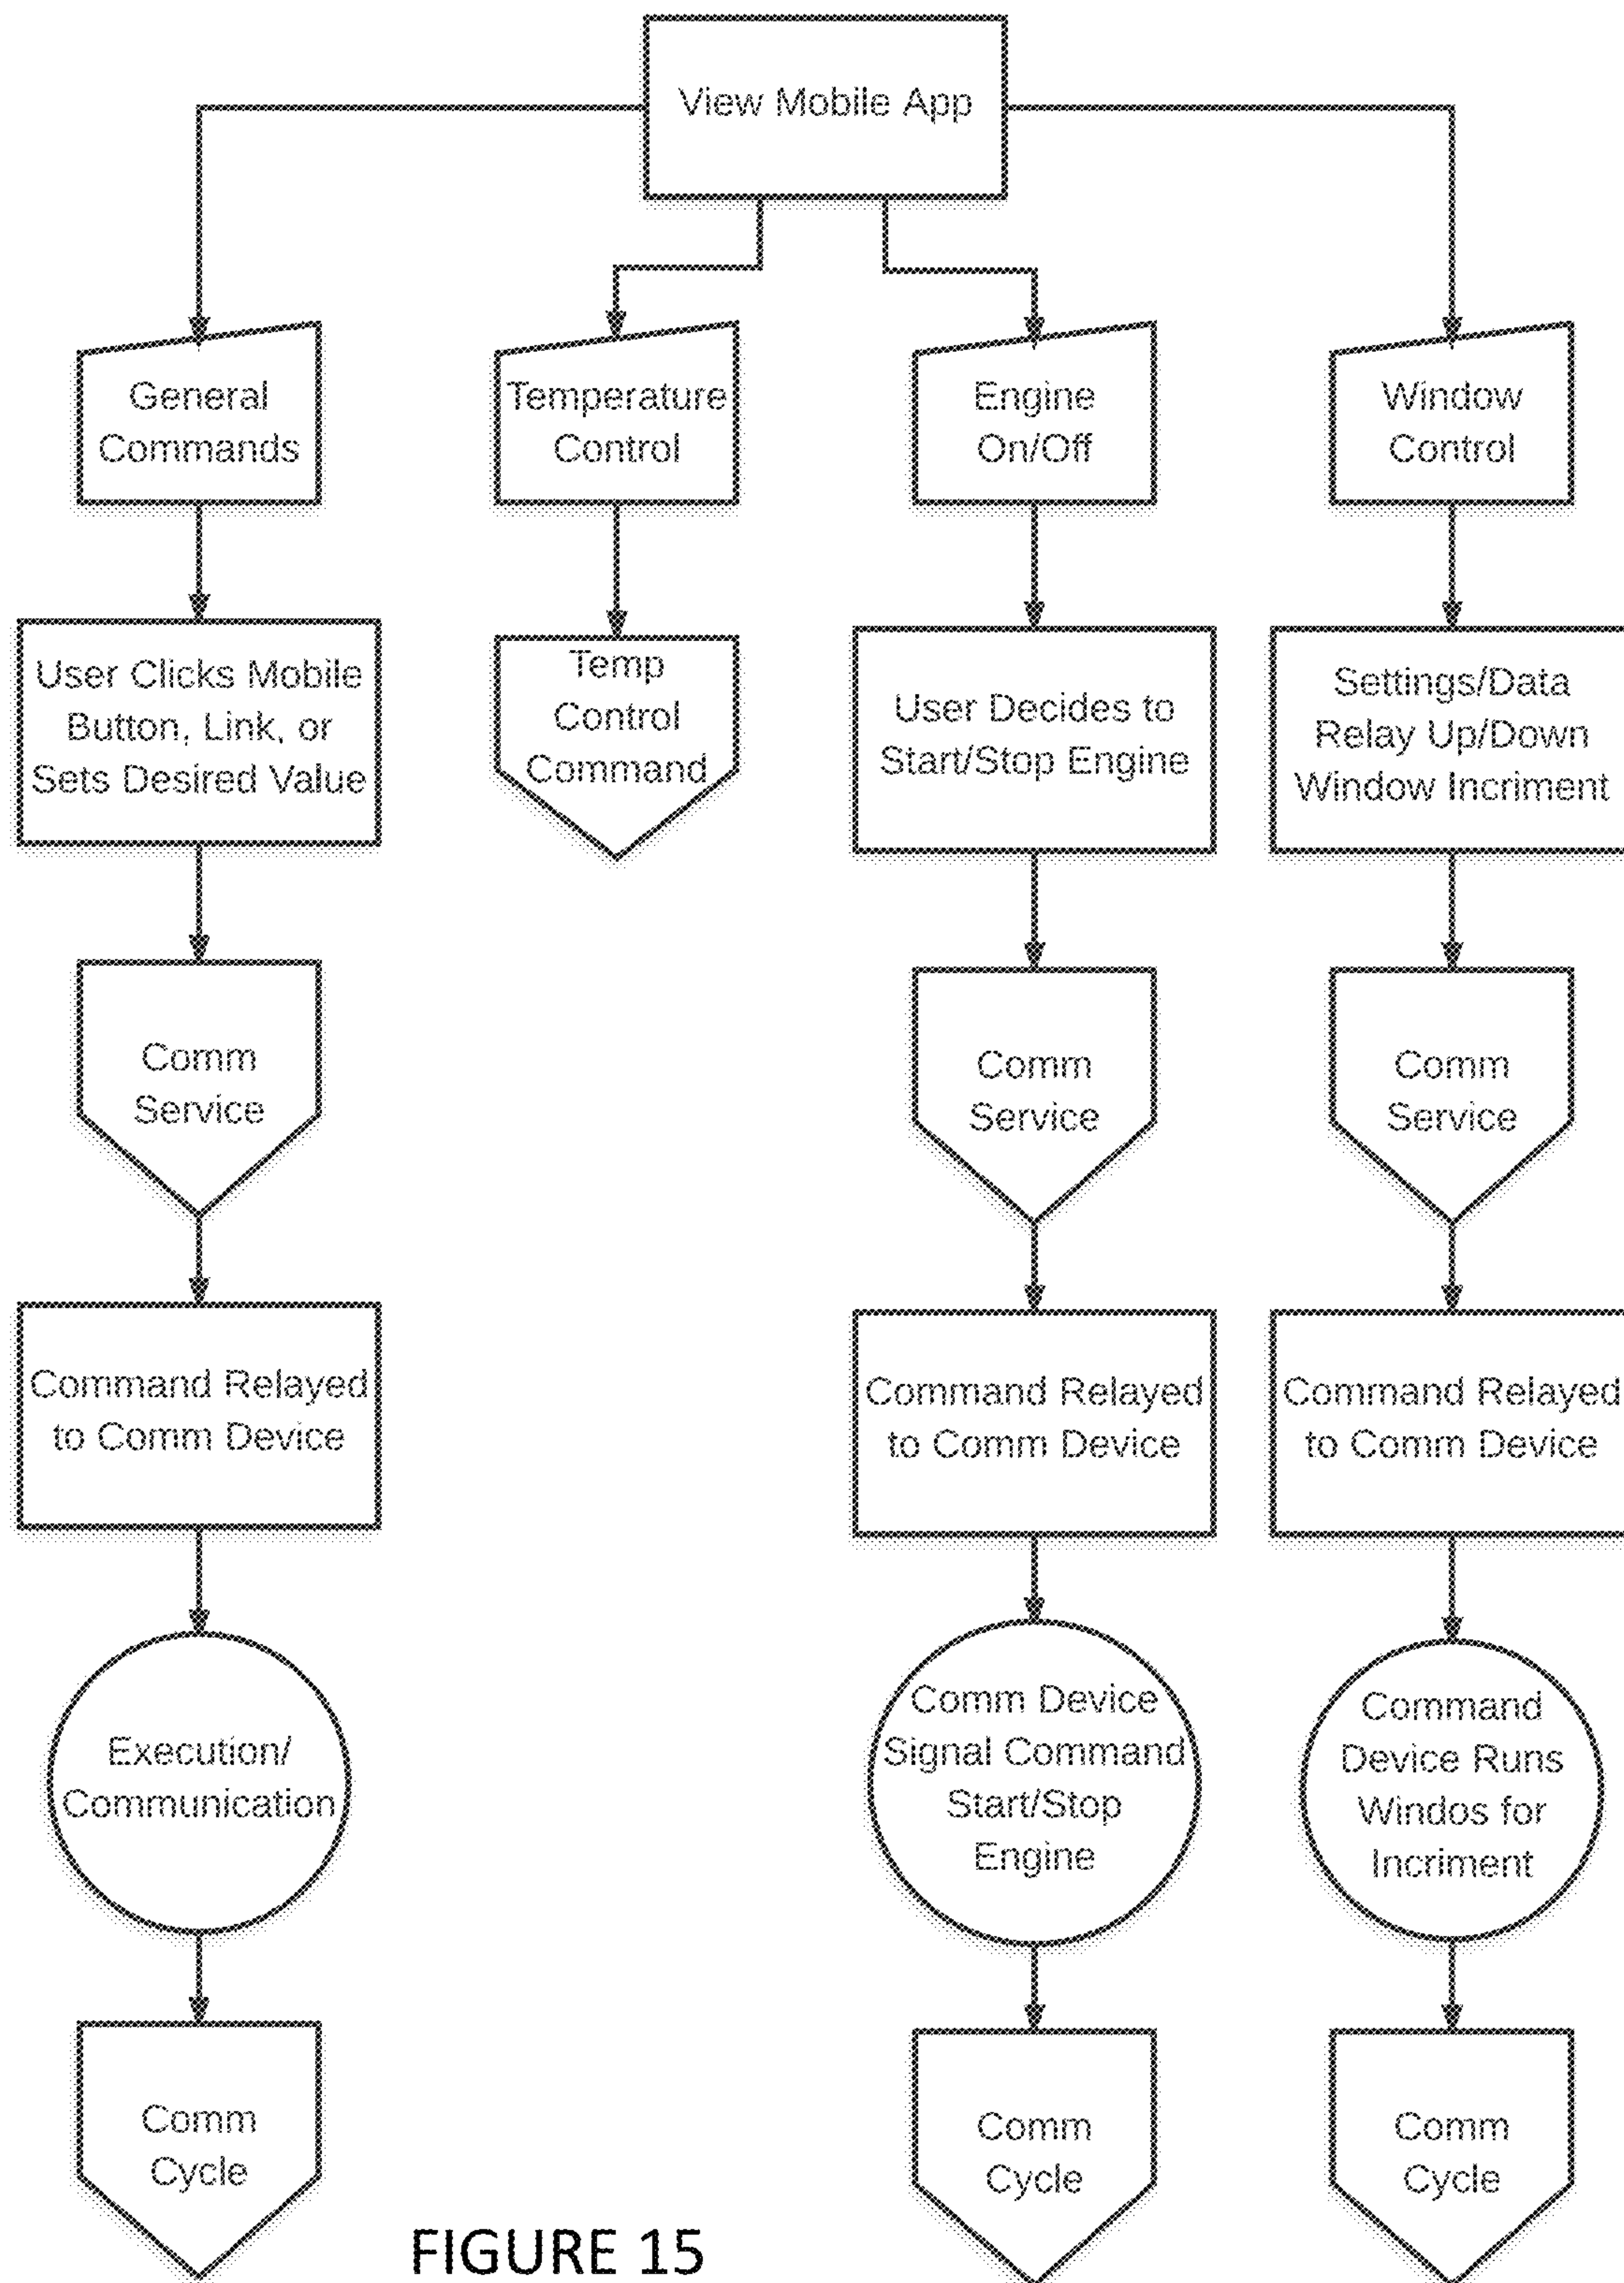 View Mobile App
General
Commands
Temperature
Control
Engine
On/Off
Window
Control
User Clicks Mobile
Button, Link, or
Sets Desired Value
Temp
Control
Command
User Decides to
Start/Stop Engine
Settings/Data
Relay Up/Down
Window Incriment
Comm
Service
Comm
Service
Comm
Service
Command Relayed
to Comm Device
Command Relayed
to Comm Device
Command Relayed
to Comm Device
Execution/
Communication
Comm Device
Signal Command
Start/Stop
Engine
Command
Device Runs
Windos for
Incriment
Comm
Cycle
Comm
Cycle
Comm
Cycle
FIGURE 15